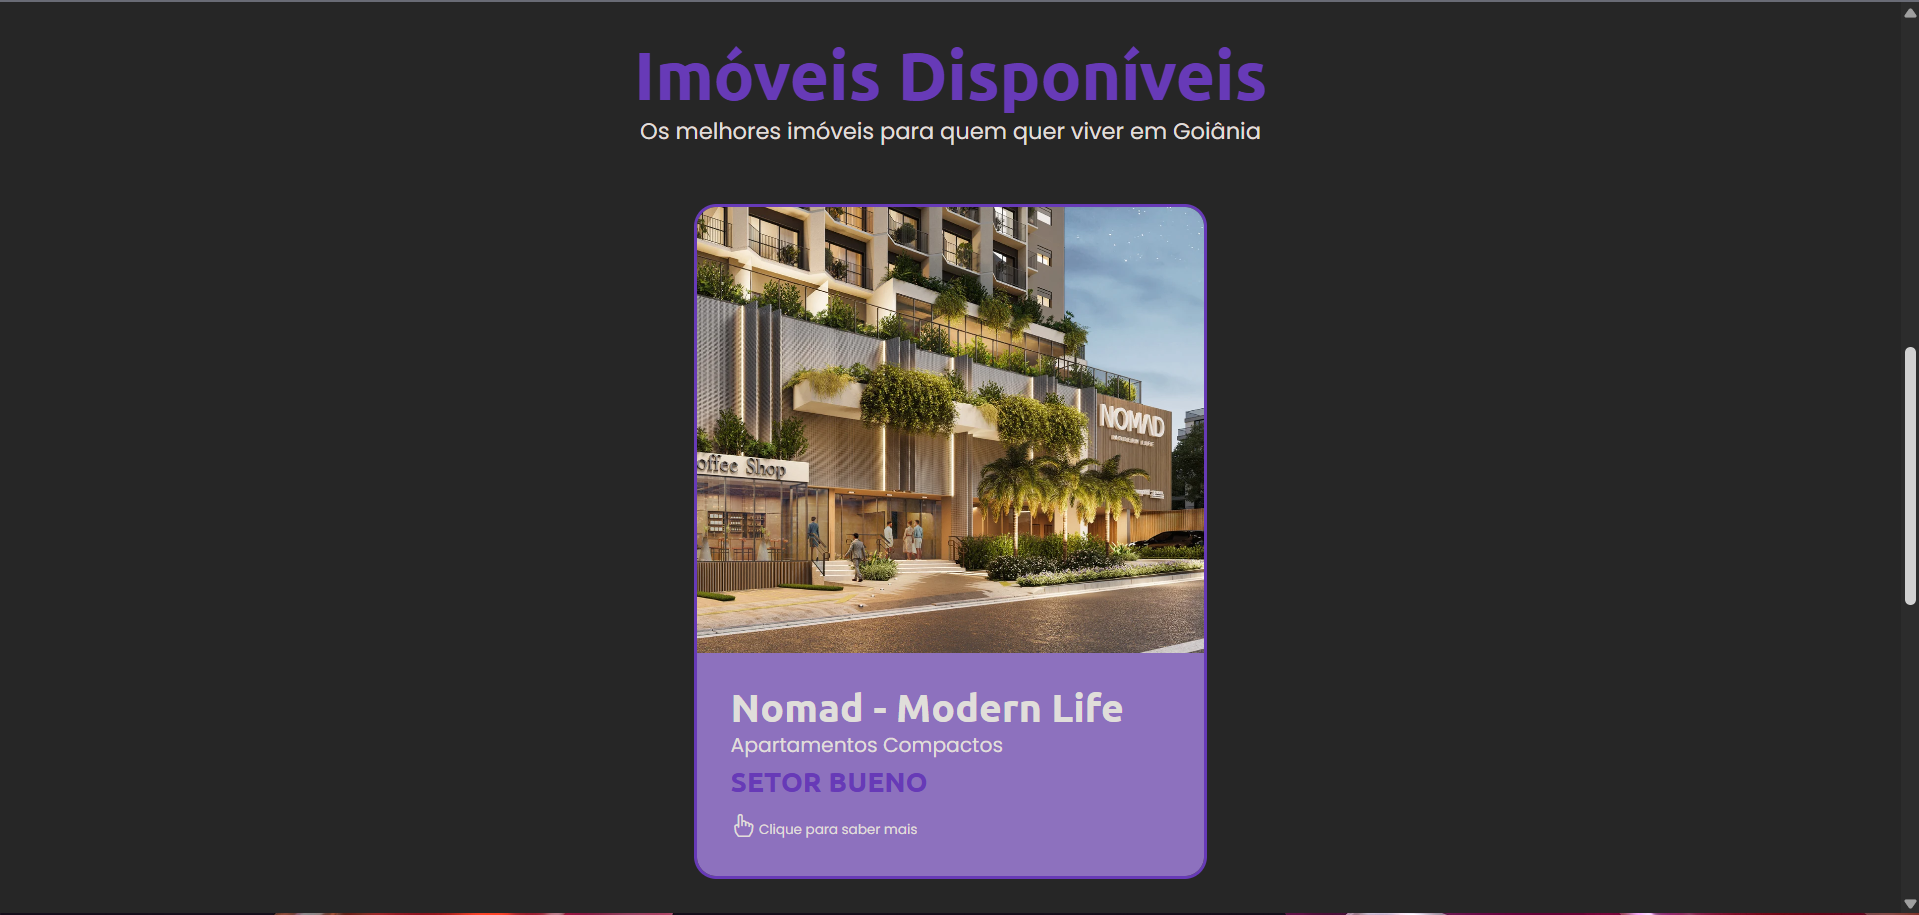 Imóveis Disponíveis
Os melhores imóveis para quem quer viver em Goiânia
NOMAD
offee Shop
Nomad - Modern Life
Apartamentos Compactos
SETOR BUENO
Clique para saber mais